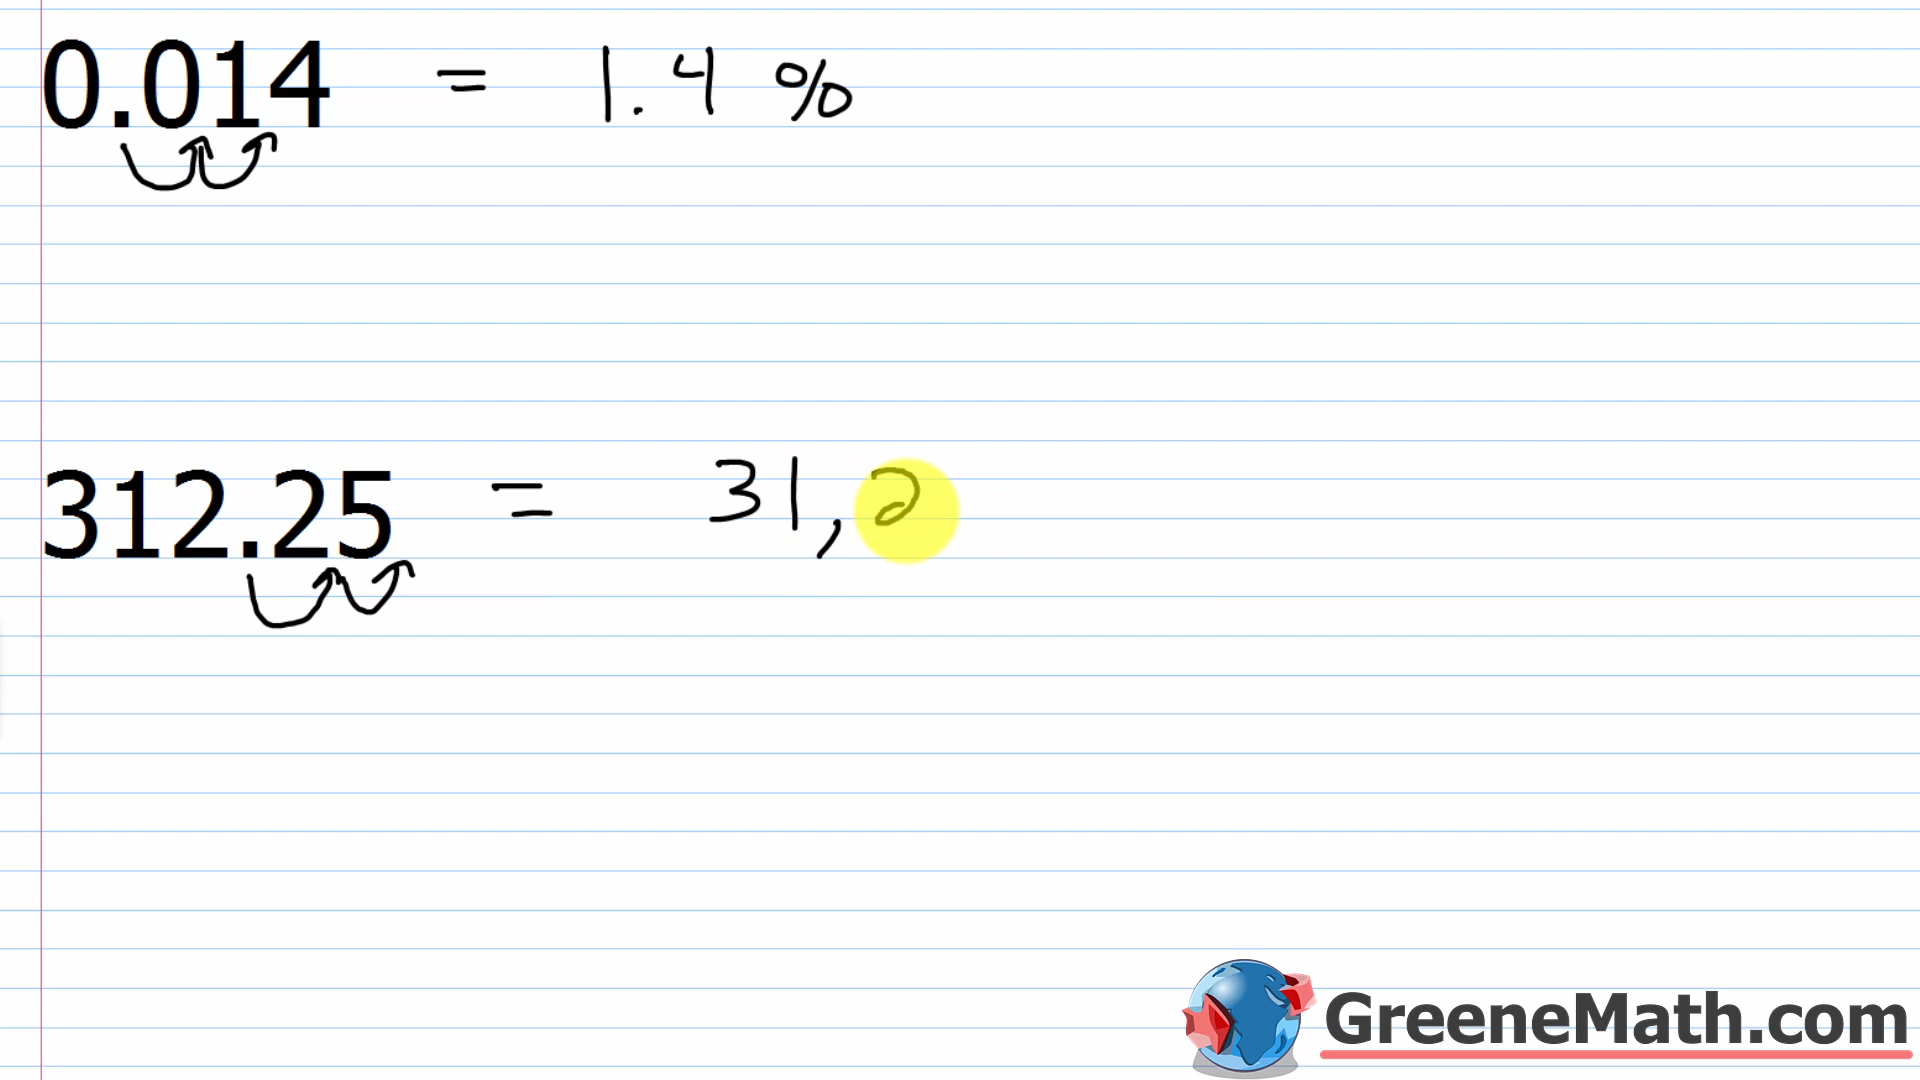 0.014 = 1.4 %
312.25 = 31,2
GreeneMath.com